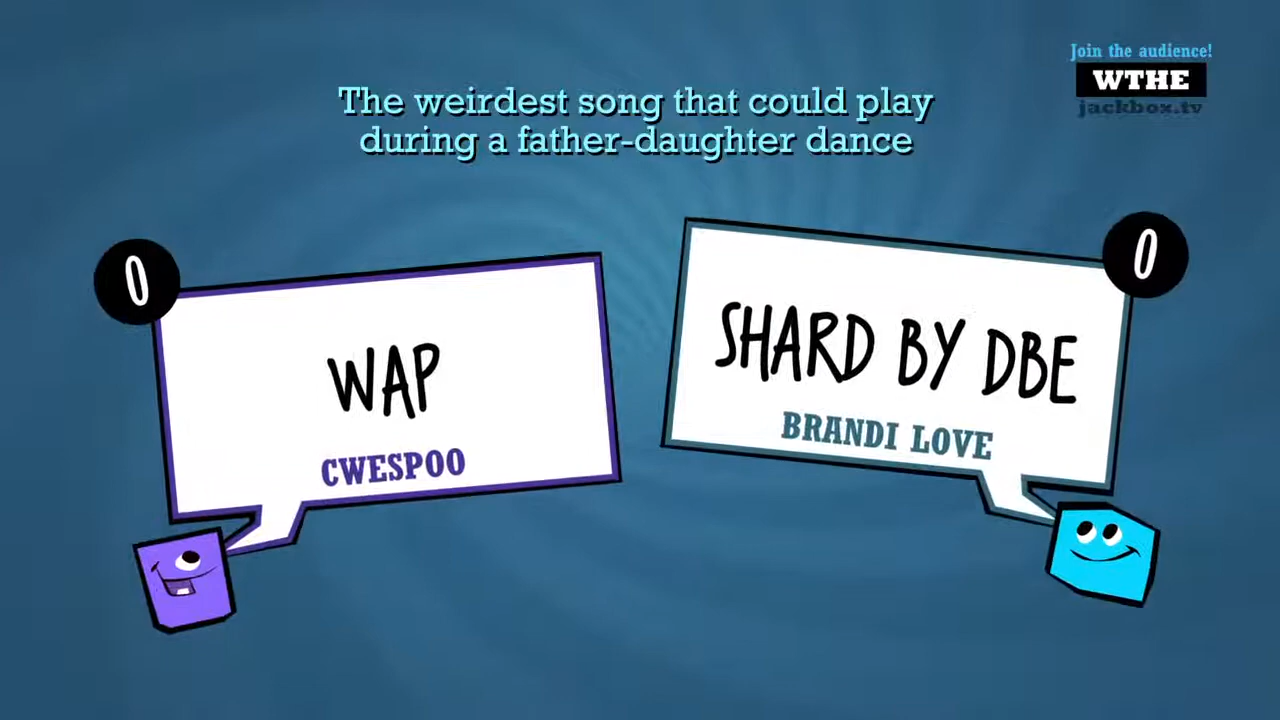 Join the audience!
WTHE
jackbox.tv
The weirdest song that could play
during a father-daughter dance
0
WAP
CWESPOO
0
SHARD BY DBE
BRANDI LOVE